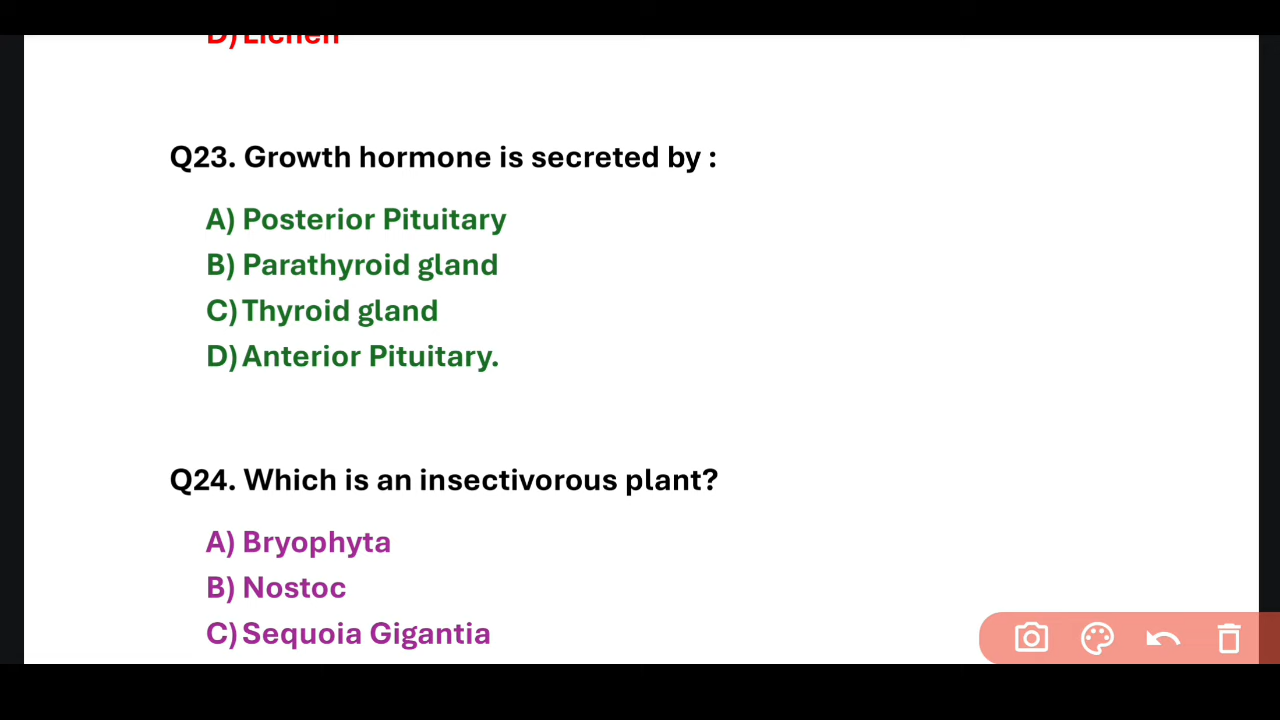 D) Lichen
Q23. Growth hormone is secreted by :
A) Posterior Pituitary
B) Parathyroid gland
C) Thyroid gland
D) Anterior Pituitary.
Q24. Which is an insectivorous plant?
A) Bryophyta
B) Nostoc
C) Sequoia Gigantia